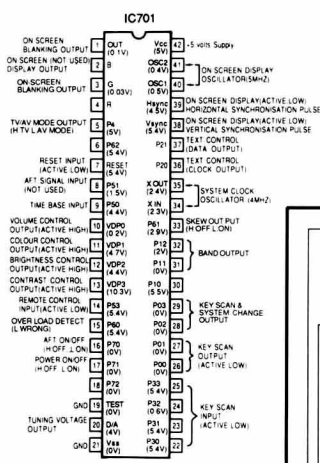 IC701
ON SCREEN
BLANKING OUTPUT
1 OUT (0 1V)
ON SCREEN (NOT USED)
DISPLAY OUTPUT
2 B
ON-SCREEN
BLANKING OUTPUT
3 G (0 03V)
4 R
TV/AV MODE OUTPUT
(H TV L AV MODE)
5 P4 (5V)
6 P62 (5 4V)
RESET INPUT
(ACTIVE LOW)
7 RESET (5 4V)
AFT SIGNAL INPUT
(NOT USED)
8 P51 (1 5V)
TIME BASE INPUT
9 P50 (4 4V)
VOLUME CONTROL
OUTPUT(ACTIVE HIGH)
10 VDP0 (0 2V)
COLOUR CONTROL
OUTPUT(ACTIVE HIGH)
11 VDP1 (4 7V)
BRIGHTNESS CONTROL
OUTPUT(ACTIVE HIGH)
12 VDP2 (4 4V)
CONTRAST CONTROL
OUTPUT(ACTIVE HIGH)
13 VDP3 (10 3V)
REMOTE CONTROL
INPUT(ACTIVE LOW)
14 P53 (5.4V)
OVER LOAD DETECT
(L WRONG)
15 P60 (5.4V)
AFT ON/OFF
(H OFF L ON)
16 P70 (0V)
POWER ON/OFF
(H OFF L ON)
17 P71 (0V)
18 P72 (0V)
GND 19 TEST (0V)
TUNING VOLTAGE
OUTPUT
20 D/A (4V)
GND 21 Vss (0V)
Vcc (5V) 42 -5 volts Supply
OSC2 (0 4V) 41
OSC1 (0 5V) 40
ON SCREEN DISPLAY
OSCILLATOR(5MHZ)
Hsync (4.5V) 39
ON SCREEN DISPLAY(ACTIVE LOW)
HORIZONTAL SYNCHRONISATION PULSE
Vsync (5 4V) 38
ON SCREEN DISPLAY(ACTIVE LOW)
VERTICAL SYNCHRONISATION PULSE
P21 37
TEXT CONTROL
(DATA OUTPUT)
P20 36
TEXT CONTROL
(CLOCK OUTPUT)
X OUT (2 4V) 35
X IN (2 3V) 34
SYSTEM CLOCK
OSCILLATOR (4MHZ)
P61 (2 9V) 33
SKEW OUTPUT
(H OFF L.ON)
P12 (2V) 32
P11 (0V) 31
BAND OUTPUT
P10 (5 5V) 30
P03 (0V) 29
P02 (0V) 28
KEY SCAN &
SYSTEM CHANGE
OUTPUT
P01 (0V) 27
P00 (0V) 26
KEY SCAN
OUTPUT
(ACTIVE LOW)
P33 (5 4V) 25
P32 (0 6V) 24
P31 (5 4V) 23
P30 (5 4V) 22
KEY SCAN
INPUT
(ACTIVE LOW)